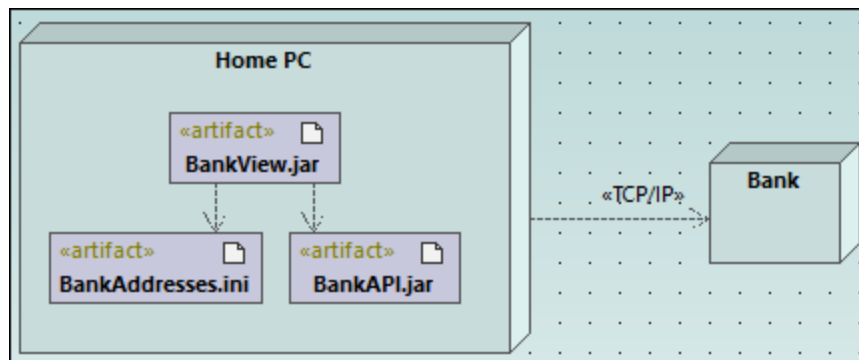 Home PC
«artifact»
BankView.jar
«artifact»
BankAddresses.ini
«artifact»
BankAPI.jar
«TCP/IP»
Bank